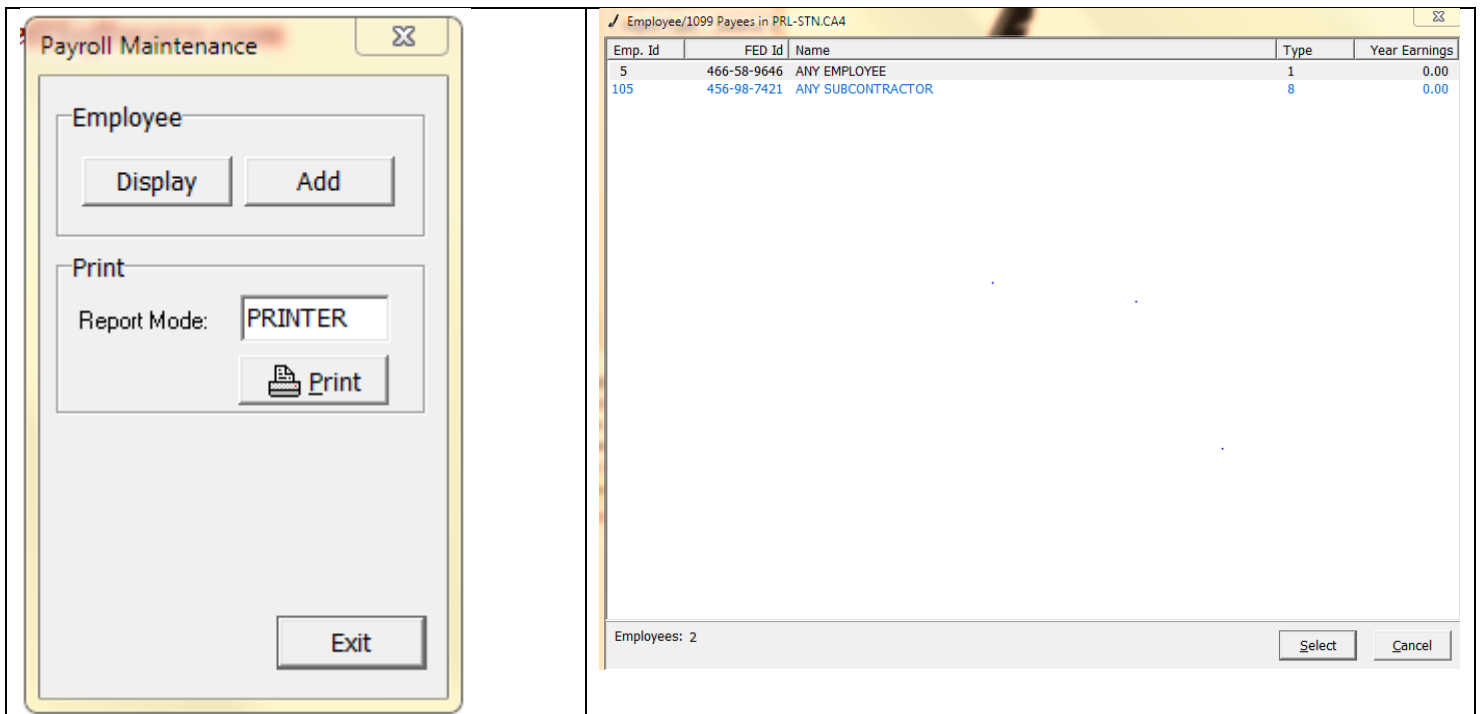 Payroll Maintenance
Employee
Display Add
Print
Report Mode: PRINTER
Print
Exit
Employee/1099 Payees in PRL-STN.CA4
Emp. Id FED Id Name Type Year Earnings
5 466-58-9646 ANY EMPLOYEE 1 0.00
105 456-98-7421 ANY SUBCONTRACTOR 8 0.00
Employees: 2
Select Cancel